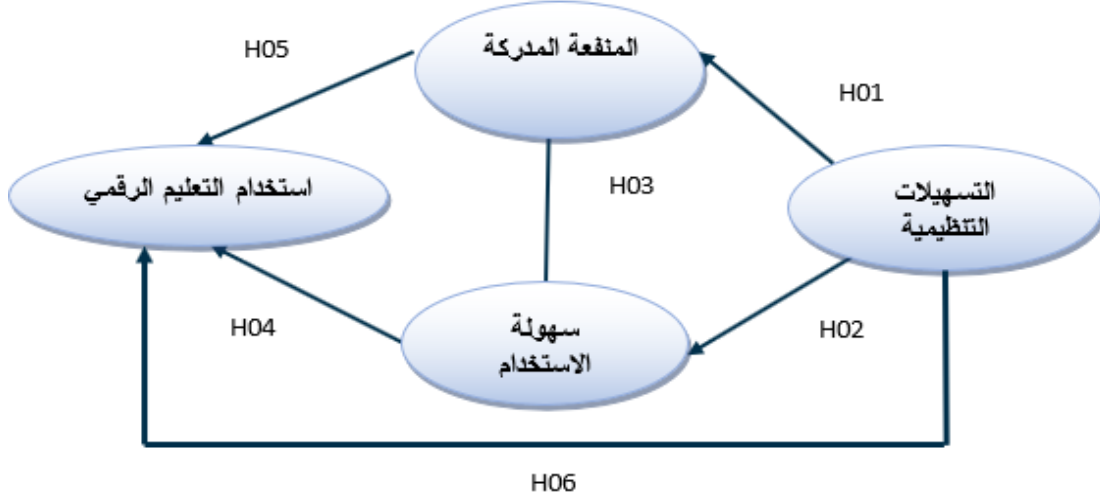 المنفعة المدركة
H05
H01
استخدام التعليم الرقمي
H03
التسهيلات
التنظيمية
سهولة
الاستخدام
H04
H02
H06